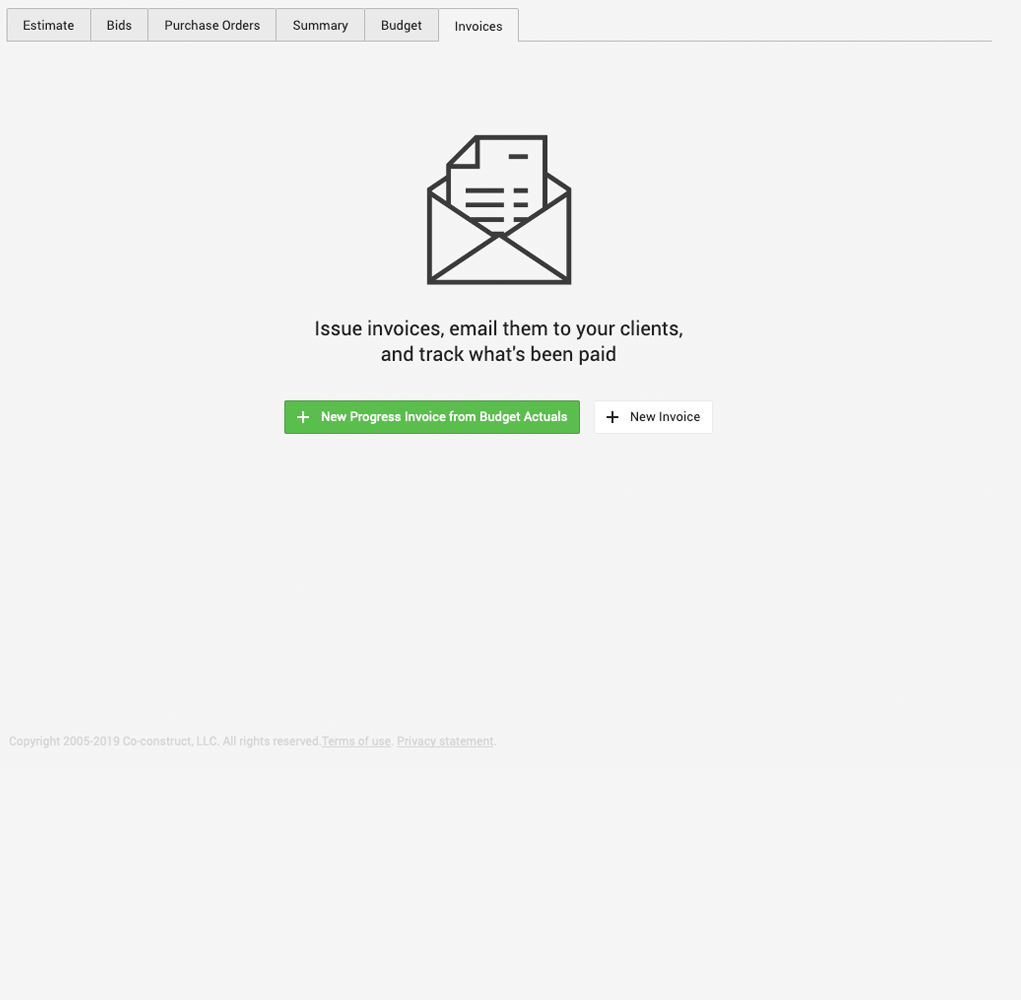 Estimate Bids Purchase Orders Summary Budget Invoices
Issue invoices, email them to your clients,
and track what's been paid
New Progress Invoice from Budget Actuals New Invoice
Copyright 2005-2019 Co-construct, LLC. All rights reserved.Terms of use. Privacy statement.